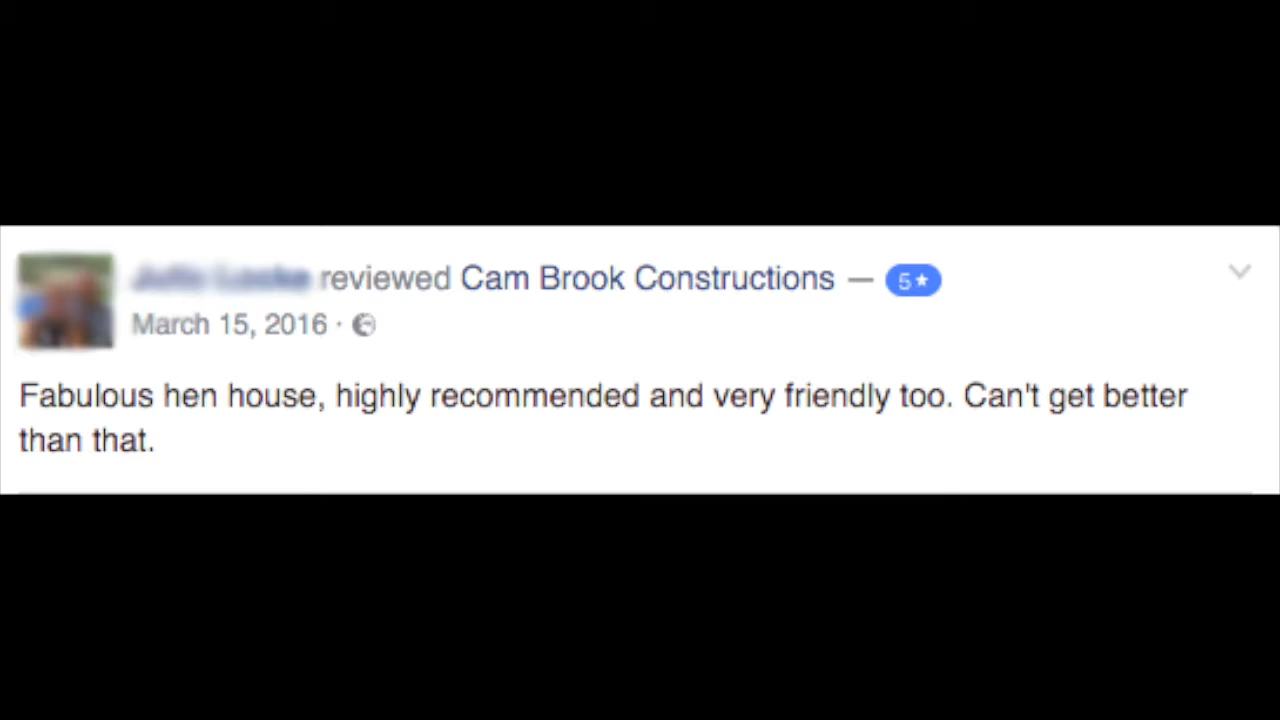 reviewed Cam Brook Constructions — 5★
March 15, 2016 ·
Fabulous hen house, highly recommended and very friendly too. Can't get better
than that.